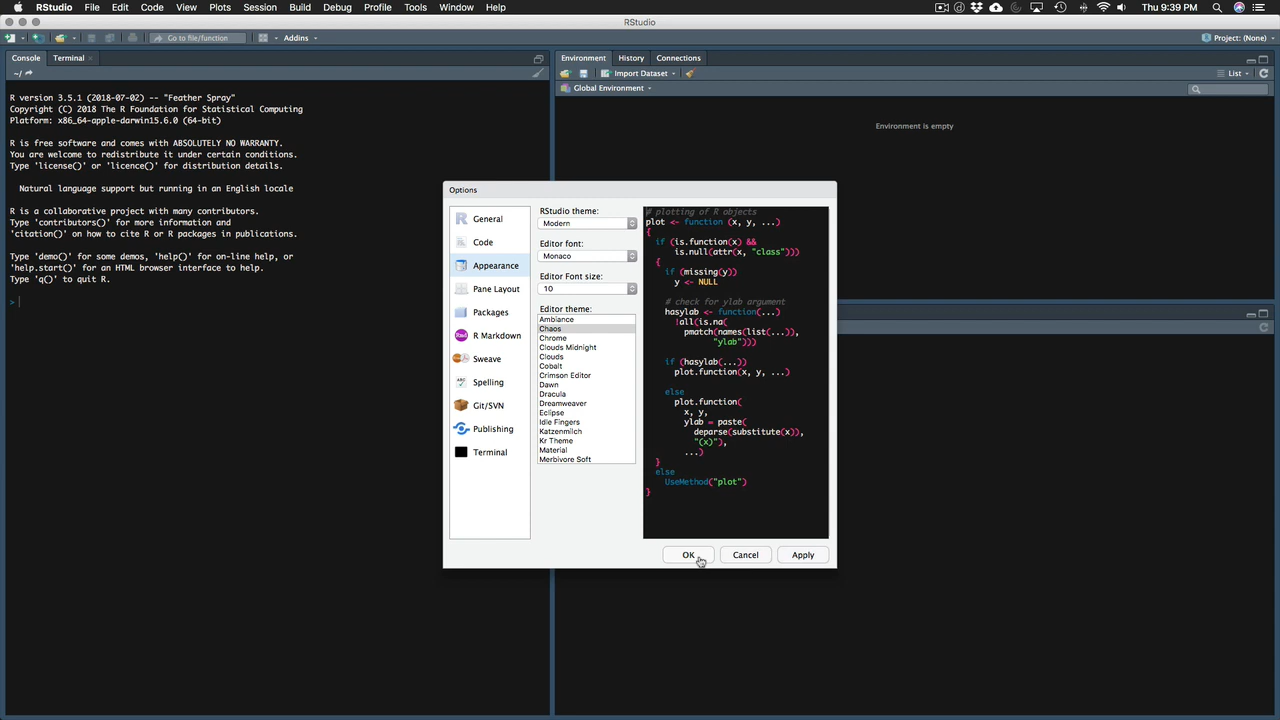 RStudio File Edit Code View Plots Session Build Debug Profile Tools Window Help Thu 9:39 PM
RStudio
Go to file/function Addins Project: (None)
Console Terminal
~/
R version 3.5.1 (2018-07-02) -- "Feather Spray"
Copyright (C) 2018 The R Foundation for Statistical Computing
Platform: x86_64-apple-darwin15.6.0 (64-bit)
R is free software and comes with ABSOLUTELY NO WARRANTY.
You are welcome to redistribute it under certain conditions.
Type 'license()' or 'licence()' for distribution details.
Natural language support but running in an English locale
R is a collaborative project with many contributors.
Type 'contributors()' for more information and
'citation()' on how to cite R or R packages in publications.
Type 'demo()' for some demos, 'help()' for on-line help, or
'help.start()' for an HTML browser interface to help.
Type 'q()' to quit R.
>
Environment History Connections
Import Dataset List
Global Environment
Environment is empty
Options
General
Code
Appearance
Pane Layout
Packages
R Markdown
Sweave
Spelling
Git/SVN
Publishing
Terminal
RStudio theme:
Modern
Editor font:
Monaco
Editor Font size:
10
Editor theme:
Ambiance
Chaos
Chrome
Clouds Midnight
Clouds
Cobalt
Crimson Editor
Dawn
Dracula
Dreamweaver
Eclipse
Idle Fingers
Katzenmilch
Kr Theme
Material
Merbivore Soft
# plotting of R objects
plot <- function (x, y, ...)
{
if (is.function(x) &&
is.null(attr(x, "class")))
{
if (missing(y))
y <- NULL
# check for ylab argument
hasylab <- function(...)
!all(is.na(
pmatch(names(list(...)),
"ylab")))
if (hasylab(...))
plot.function(x, y, ...)
else
plot.function(
x, y,
ylab = paste(
deparse(substitute(x)),
"(x)"),
...)
}
else
UseMethod("plot")
}
OK Cancel Apply